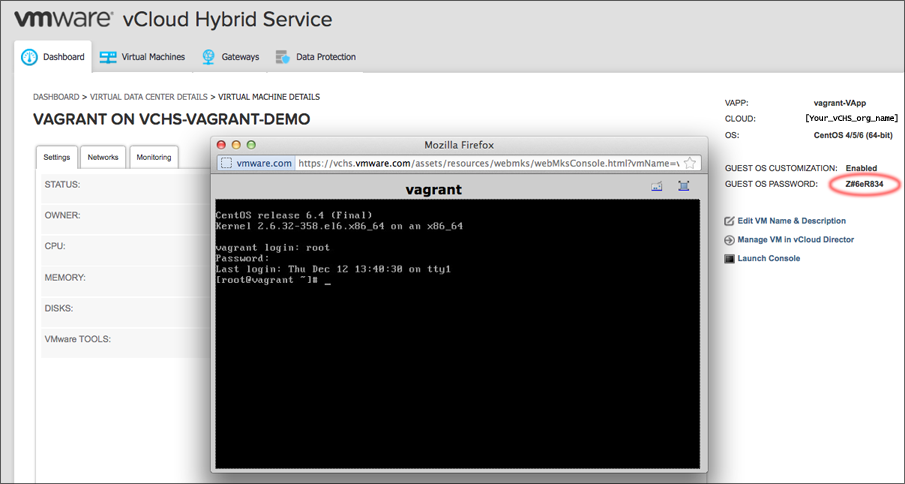 vmware® vCloud Hybrid Service
Dashboard Virtual Machines Gateways Data Protection
DASHBOARD > VIRTUAL DATA CENTER DETAILS > VIRTUAL MACHINE DETAILS
VAGRANT ON VCHS-VAGRANT-DEMO
Settings Networks Monitoring
STATUS:
OWNER:
CPU:
MEMORY:
DISKS:
VMware TOOLS:
Mozilla Firefox
vmware.com https://vchs.vmware.com/assets/resources/webmks/webMksConsole.html?vmName=v
vagrant
CentOS release 6.4 (Final)
Kernel 2.6.32-358.el6.x86_64 on an x86_64
vagrant login: root
Password:
Last login: Thu Dec 12 13:40:30 on tty1
[root@vagrant ~]# _
VAPP: vagrant-VApp
CLOUD: [Your_vCHS_org_name]
OS: CentOS 4/5/6 (64-bit)
GUEST OS CUSTOMIZATION: Enabled
GUEST OS PASSWORD: Z#6eR834
Edit VM Name & Description
Manage VM in vCloud Director
Launch Console